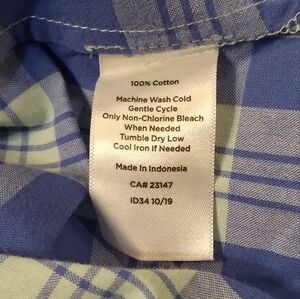 100% Cotton
Machine Wash Cold
Gentle Cycle
Only Non-Chlorine Bleach
When Needed
Tumble Dry Low
Cool Iron If Needed
Made In Indonesia
CA# 23147
ID34 10/19